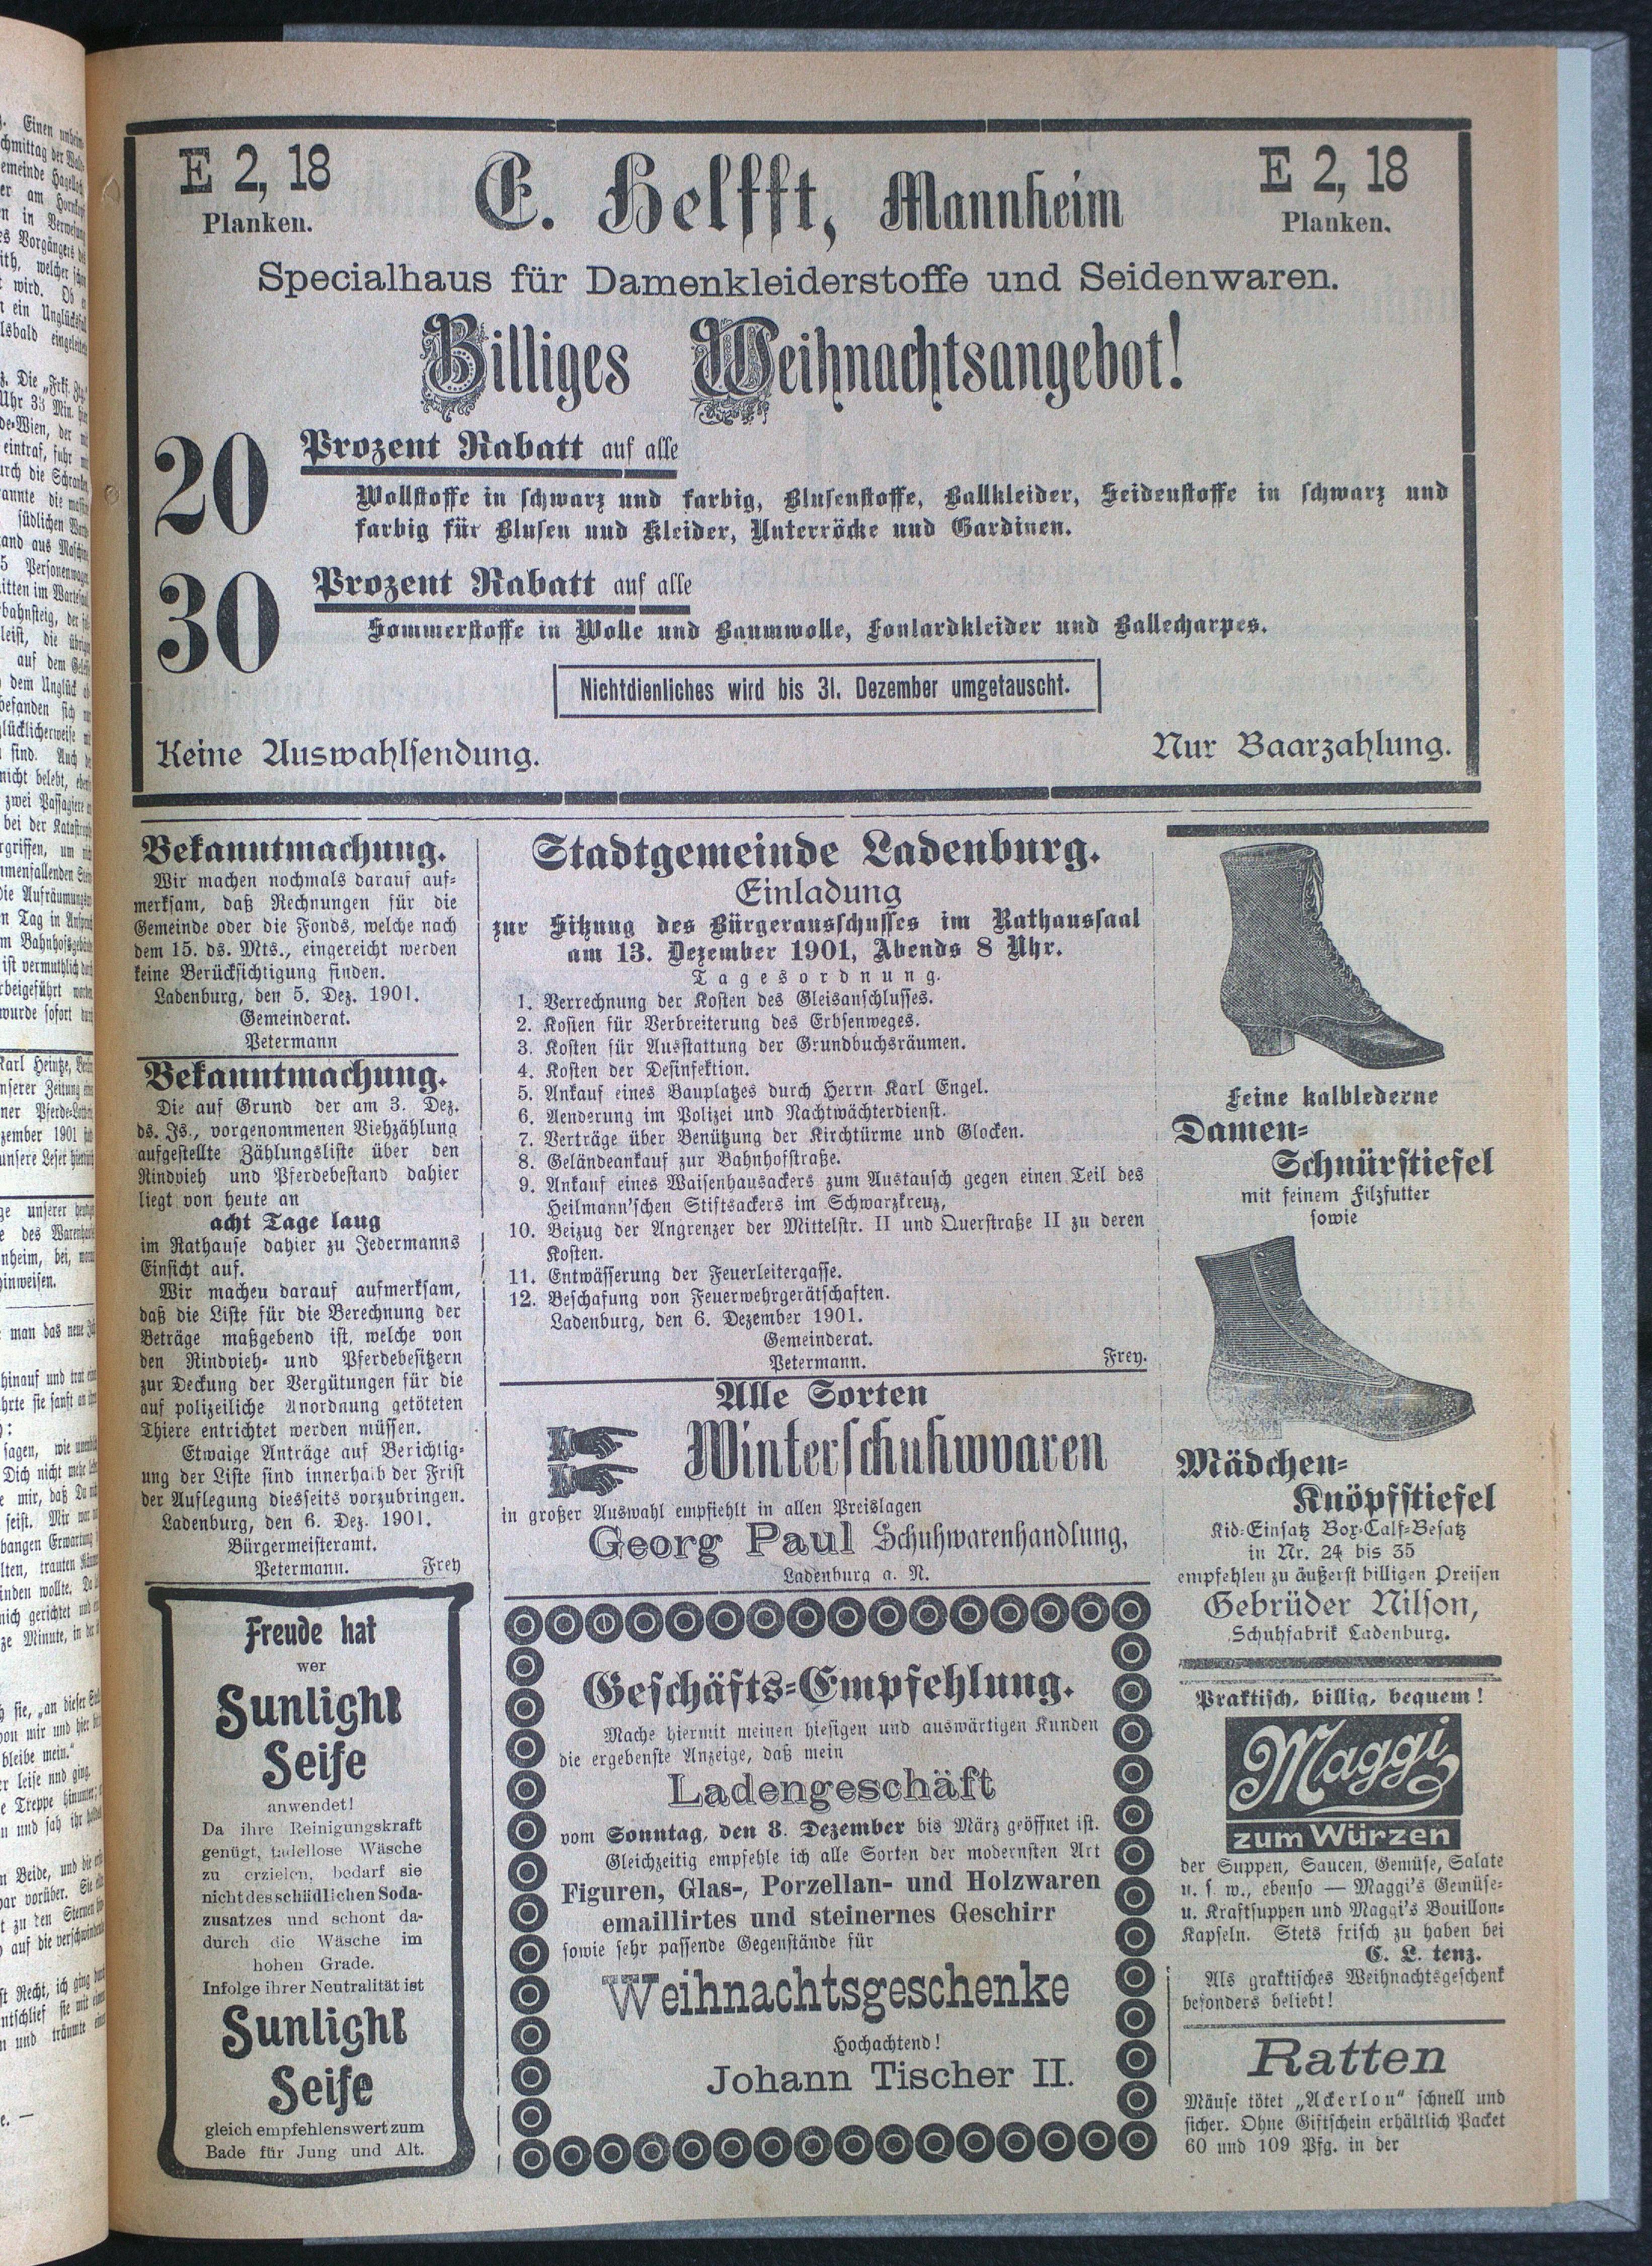 E 2, 18
Planken.
E. Helfft, Mannheim
E 2, 18
Planken.
Specialhaus für Damenkleiderstoffe und Seidenwaren.
Billiges Weihnachtsangebot!
20 Prozent Rabatt auf alle
Wollstoffe in schwarz und farbig, Blusenstoffe, Ballkleider, Seidenstoffe in schwarz und
farbig für Blusen und Kleider, Unterröcke und Gardinen.
30 Prozent Rabatt auf alle
Sommerstoffe in Wolle und Baumwolle, Foulardkleider und Ballecharpes.
Nichtdienliches wird bis 31. Dezember umgetauscht.
Keine Auswahlsendung.
Nur Baarzahlung.
Bekanntmachung.
Wir machen nochmals darauf auf-
merksam, daß Rechnungen für die
Gemeinde oder die Fonds, welche nach
dem 15. ds. Mts., eingereicht werden
keine Berücksichtigung finden.
Ladenburg, den 5. Dez. 1901.
Gemeinderat.
Petermann
Bekanntmachung.
Die auf Grund der am 3. Dez.
ds. Js., vorgenommenen Viehzählung
aufgestellte Zählungsliste über den
Rindvieh und Pferdebestand dahier
liegt von heute an
acht Tage lang
im Rathause dahier zu Jedermanns
Einsicht auf.
Wir machen darauf aufmerksam,
daß die Liste für die Berechnung der
Beträge maßgebend ist, welche von
den Rindvieh- und Pferdebesitzern
zur Deckung der Vergütungen für die
auf polizeiliche Anordnung getöteten
Thiere entrichtet werden müssen.
Etwaige Anträge auf Berichtig-
ung der Liste sind innerhalb der Frist
der Auflegung diesseits vorzubringen.
Ladenburg, den 6. Dez. 1901.
Bürgermeisteramt.
Petermann. Frey
Freude hat
wer
Sunlight
Seife
anwendet!
Da ihre Reinigungskraft
genügt, tadellose Wäsche
zu erzielen, bedarf sie
nicht des schädlichen Soda-
zusatzes und schont da-
durch die Wäsche im
hohen Grade.
Infolge ihrer Neutralität ist
Sunlight
Seife
gleich empfehlenswert zum
Bade für Jung und Alt.
Stadtgemeinde Ladenburg.
Einladung
zur Sitzung des Bürgerausschusses im Rathaussaal
am 13. Dezember 1901, Abends 8 Uhr.
Tagesordnung.
1. Verrechnung der Kosten des Gleisanschlusses.
2. Kosten für Verbreiterung des Erbsenweges.
3. Kosten für Ausstattung der Grundbuchsräumen.
4. Kosten der Desinfektion.
5. Ankauf eines Bauplatzes durch Herrn Karl Engel.
6. Aenderung im Polizei und Nachtwächterdienst.
7. Verträge über Benützung der Kirchtürme und Glocken.
8. Geländeankauf zur Bahnhofstraße.
9. Ankauf eines Waisenhausackers zum Austausch gegen einen Teil des
Heilmann'schen Stiftsackers im Schwarzkreuz,
10. Beizug der Angrenzer der Mittelstr. II und Querstraße II zu deren
Kosten.
11. Entwässerung der Feuerleitergasse.
12. Beschafung von Feuerwehrgerätschaften.
Ladenburg, den 6. Dezember 1901.
Gemeinderat.
Petermann. Frey.
Alle Sorten
Winterschuhwaaren
in großer Auswahl empfiehlt in allen Preislagen
Georg Paul Schuhwarenhandlung,
Ladenburg a. N.
Geschäfts-Empfehlung.
Mache hiermit meinen hiesigen und auswärtigen Kunden
die ergebenste Anzeige, daß mein
Ladengeschäft
vom Sonntag, den 8. Dezember bis März geöffnet ist.
Gleichzeitig empfehle ich alle Sorten der modernsten Art
Figuren, Glas-, Porzellan- und Holzwaren
emaillirtes und steinernes Geschirr
sowie sehr passende Gegenstände für
Weihnachtsgeschenke
Hochachtend!
Johann Tischer II.
Feine kalblederne
Damen-
Schnürstiefel
mit feinem Filzfutter
sowie
Mädchen-
Knöpfstiefel
Kid-Einsatz Box-Calf-Besatz
in Nr. 24 bis 35
empfehlen zu äußerst billigen Preisen
Gebrüder Nilson,
Schuhfabrik Ladenburg.
Praktisch, billig, bequem!
Maggi
zum Würzen
der Suppen, Saucen, Gemüse, Salate
u. s. w., ebenso — Maggi's Gemüse-
u. Kraftsuppen und Maggi's Bouillon-
Kapseln. Stets frisch zu haben bei
C. L. tenz.
Als graktisches Weihnachtsgeschenk
besonders beliebt!
Ratten
Mäuse tötet „Ackerlon“ schnell und
sicher. Ohne Giftschein erhältlich Packet
60 und 109 Pfg. in der